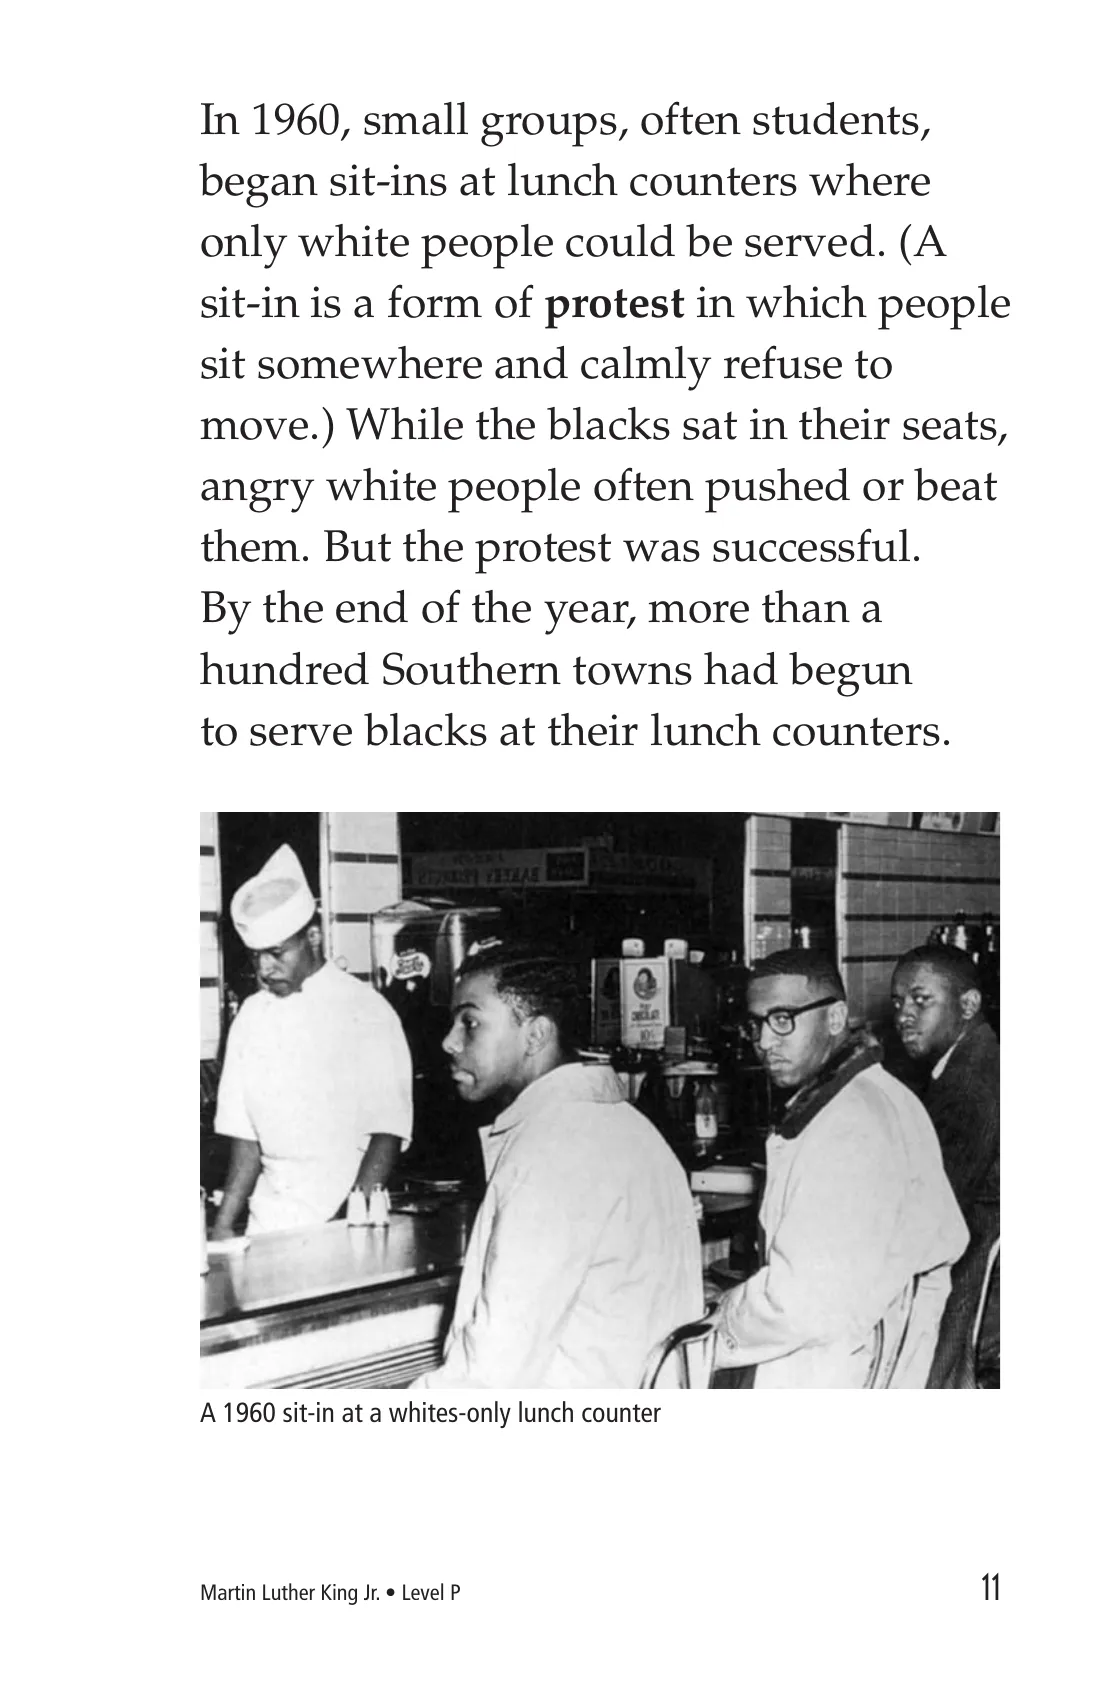 In 1960, small groups, often students,
began sit-ins at lunch counters where
only white people could be served. (A
sit-in is a form of protest in which people
sit somewhere and calmly refuse to
move.) While the blacks sat in their seats,
angry white people often pushed or beat
them. But the protest was successful.
By the end of the year, more than a
hundred Southern towns had begun
to serve blacks at their lunch counters.
A 1960 sit-in at a whites-only lunch counter
Martin Luther King Jr. • Level P
11